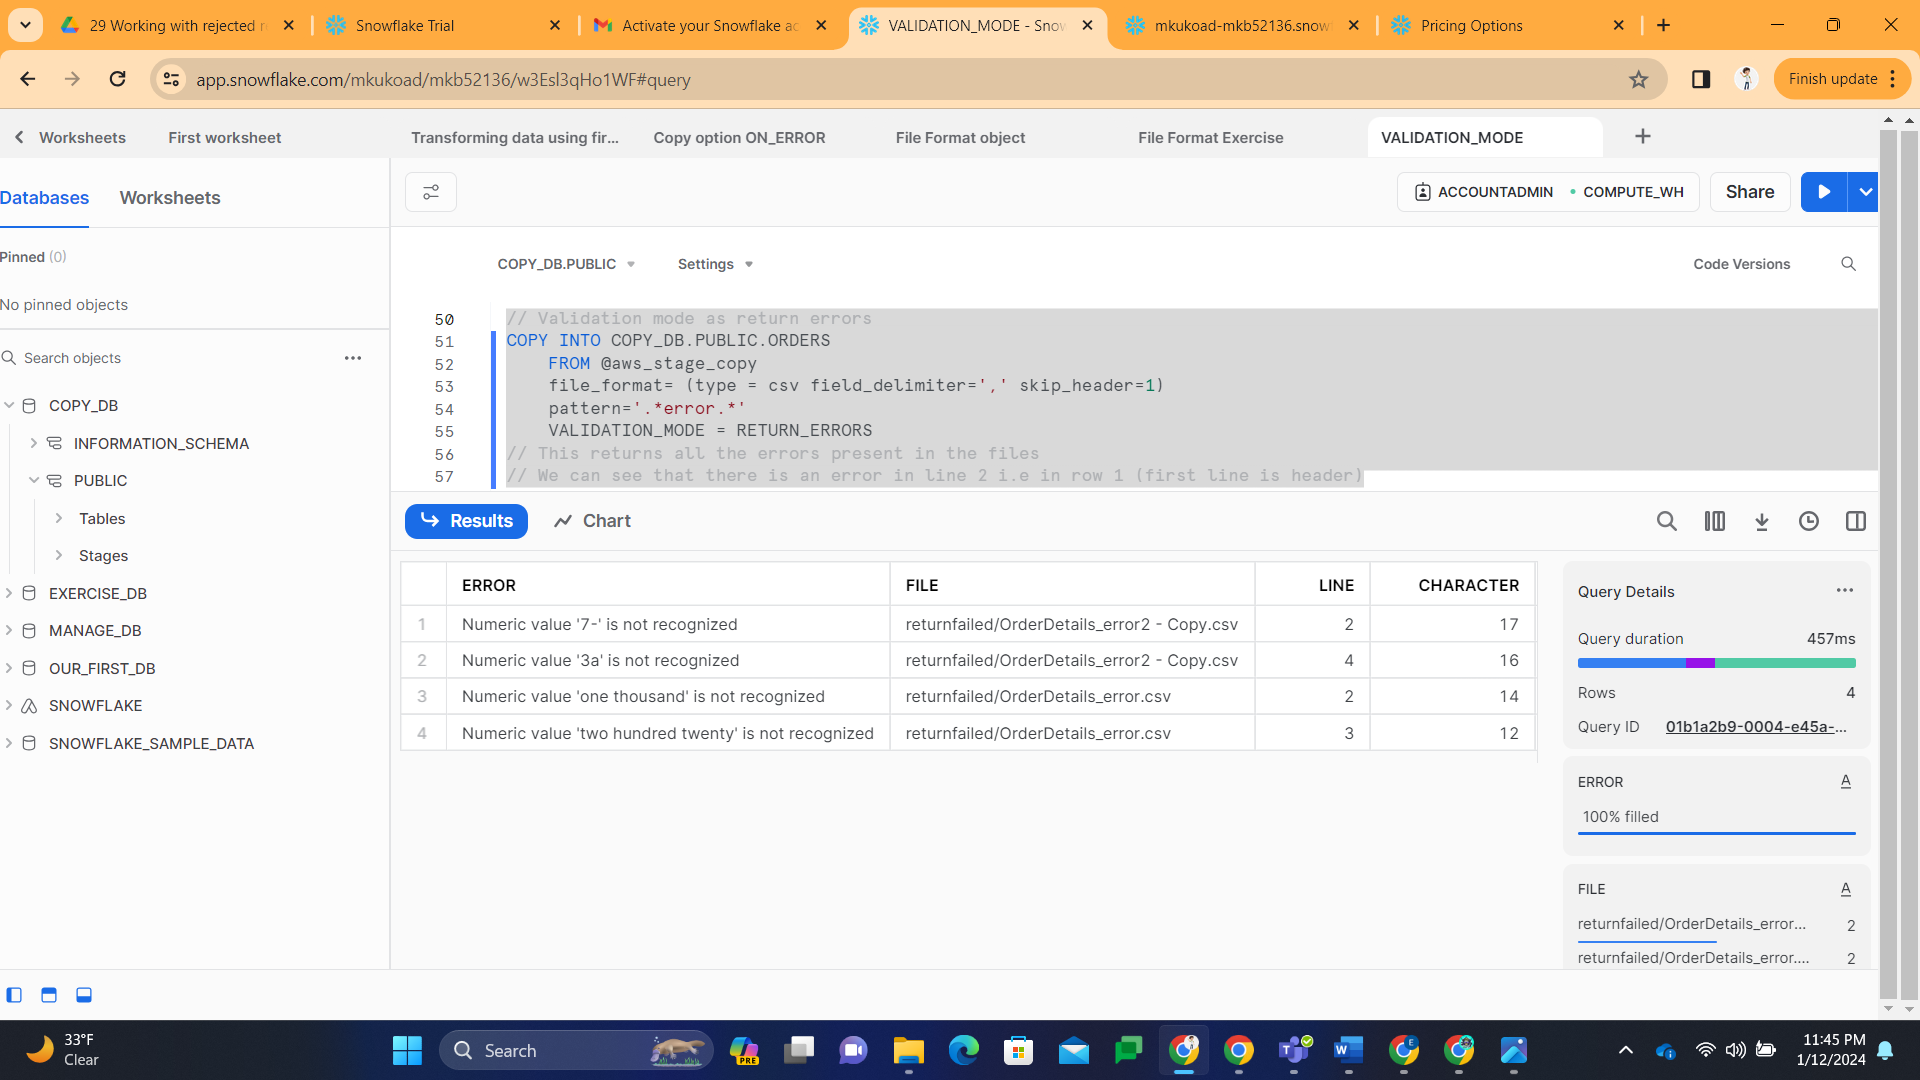 29 Working with rejected r
Snowflake Trial
Activate your Snowflake ac
VALIDATION_MODE - Snow
mkukoad-mkb52136.snowf
Pricing Options
app.snowflake.com/mkukoad/mkb52136/w3Esl3qHo1WF#query
Finish update
Worksheets
First worksheet
Transforming data using fir...
Copy option ON_ERROR
File Format object
File Format Exercise
VALIDATION_MODE
Databases
Worksheets
ACCOUNTADMIN
COMPUTE_WH
Share
Pinned (0)
No pinned objects
Search objects
COPY_DB
INFORMATION_SCHEMA
PUBLIC
Tables
Stages
EXERCISE_DB
MANAGE_DB
OUR_FIRST_DB
SNOWFLAKE
SNOWFLAKE_SAMPLE_DATA
COPY_DB.PUBLIC
Settings
Code Versions
50 // Validation mode as return errors
51 COPY INTO COPY_DB.PUBLIC.ORDERS
52 FROM @aws_stage_copy
53 file_format= (type = csv field_delimiter=',' skip_header=1)
54 pattern='.*error.*'
55 VALIDATION_MODE = RETURN_ERRORS
56 // This returns all the errors present in the files
57 // We can see that there is an error in line 2 i.e in row 1 (first line is header)
Results
Chart
ERROR FILE LINE CHARACTER
1 Numeric value '7-' is not recognized returnfailed/OrderDetails_error2 - Copy.csv 2 17
2 Numeric value '3a' is not recognized returnfailed/OrderDetails_error2 - Copy.csv 4 16
3 Numeric value 'one thousand' is not recognized returnfailed/OrderDetails_error.csv 2 14
4 Numeric value 'two hundred twenty' is not recognized returnfailed/OrderDetails_error.csv 3 12
Query Details
Query duration 457ms
Rows 4
Query ID 01b1a2b9-0004-e45a-...
ERROR A
100% filled
FILE A
returnfailed/OrderDetails_error... 2
returnfailed/OrderDetails_error.... 2
33°F
Clear
Search
PRE
11:45 PM
1/12/2024